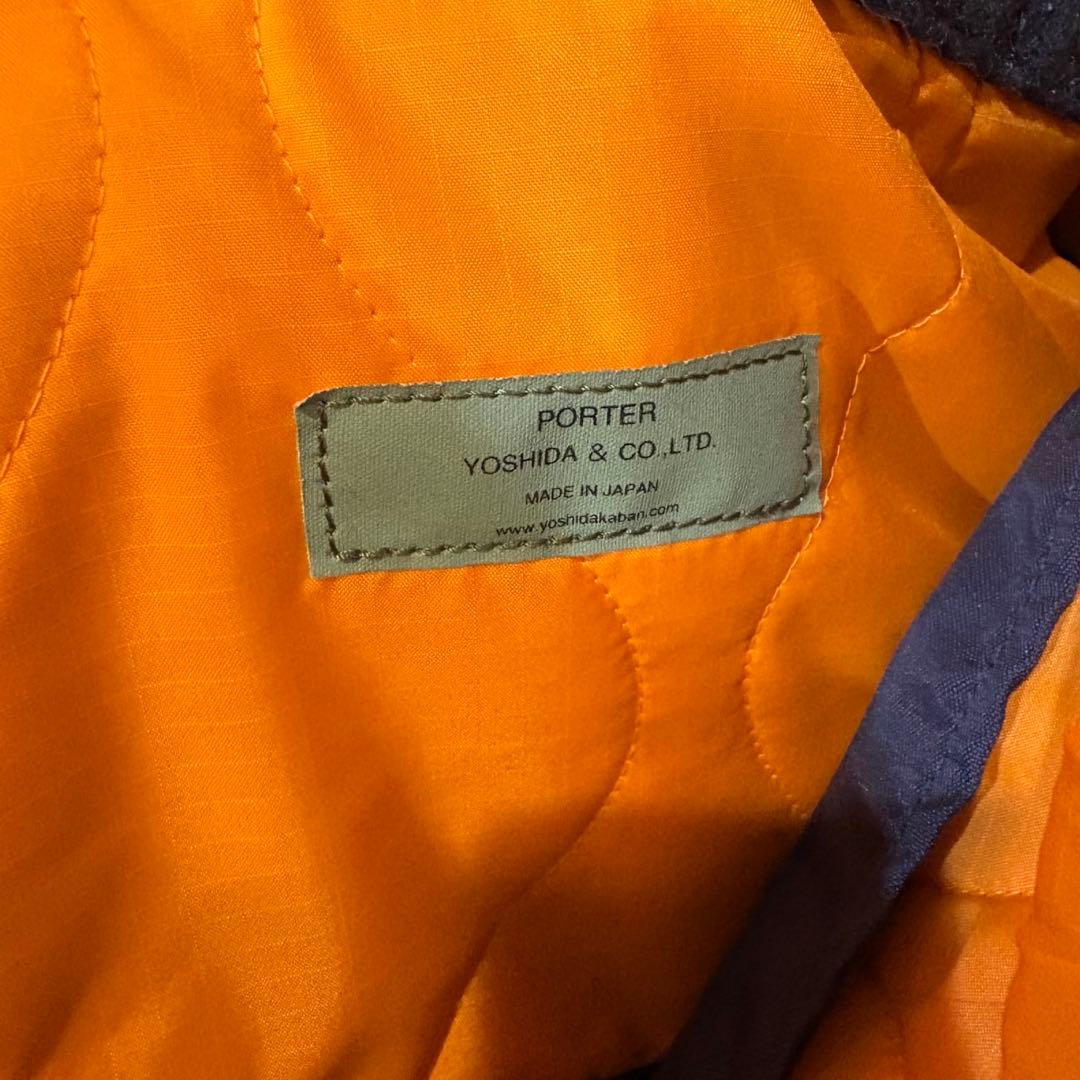 PORTER
YOSHIDA & CO.,LTD.
MADE IN JAPAN
www.yoshidakaban.com